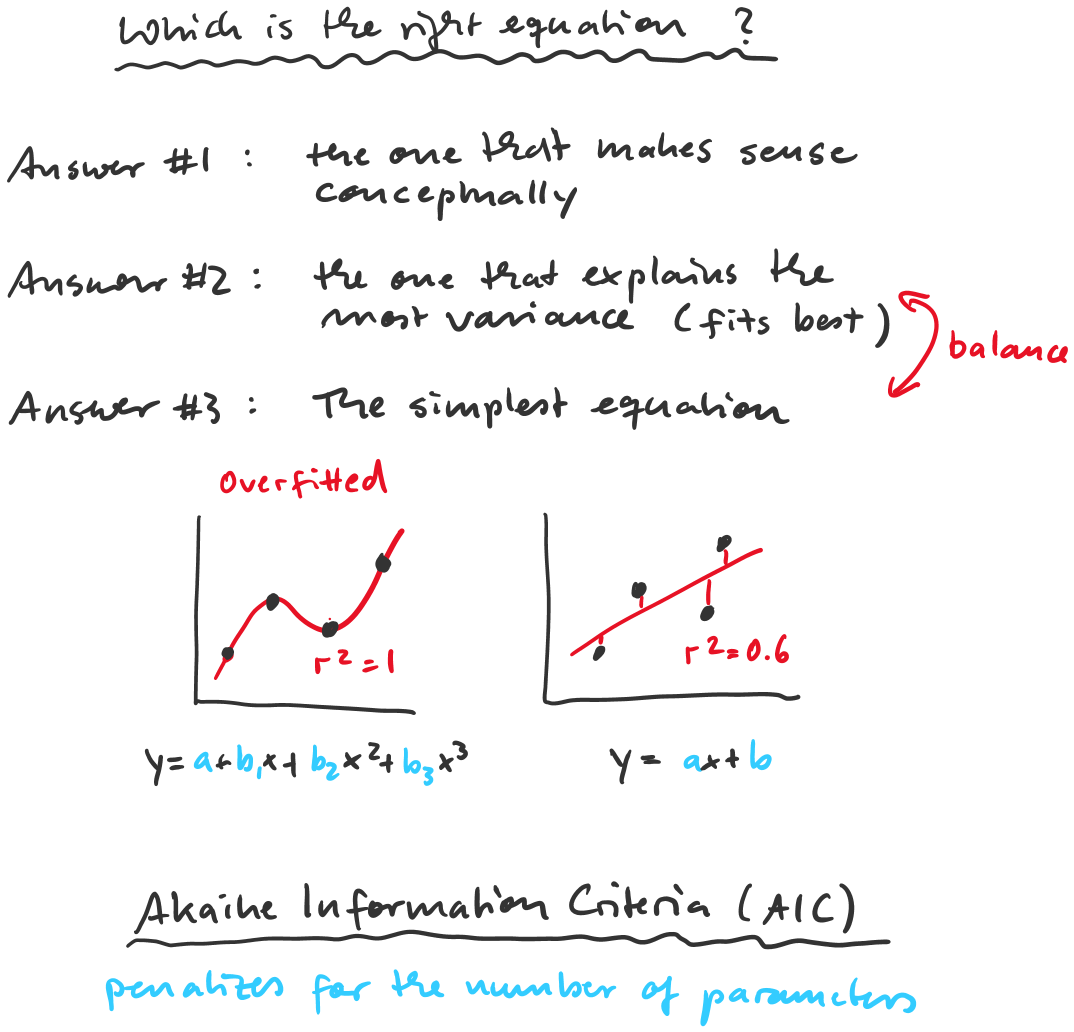 Which is the right equation ?
Answer #1 : the one that makes sense
conceptually
Answer #2 : the one that explains the
most variance (fits best)
balance
Answer #3 : The simplest equation
Overfitted
r²=1
r²=0.6
y= a+b₁x+b₂x²+b₃x³
y= ax+b
Akaike Information Criteria (AIC)
penalizes for the number of parameters